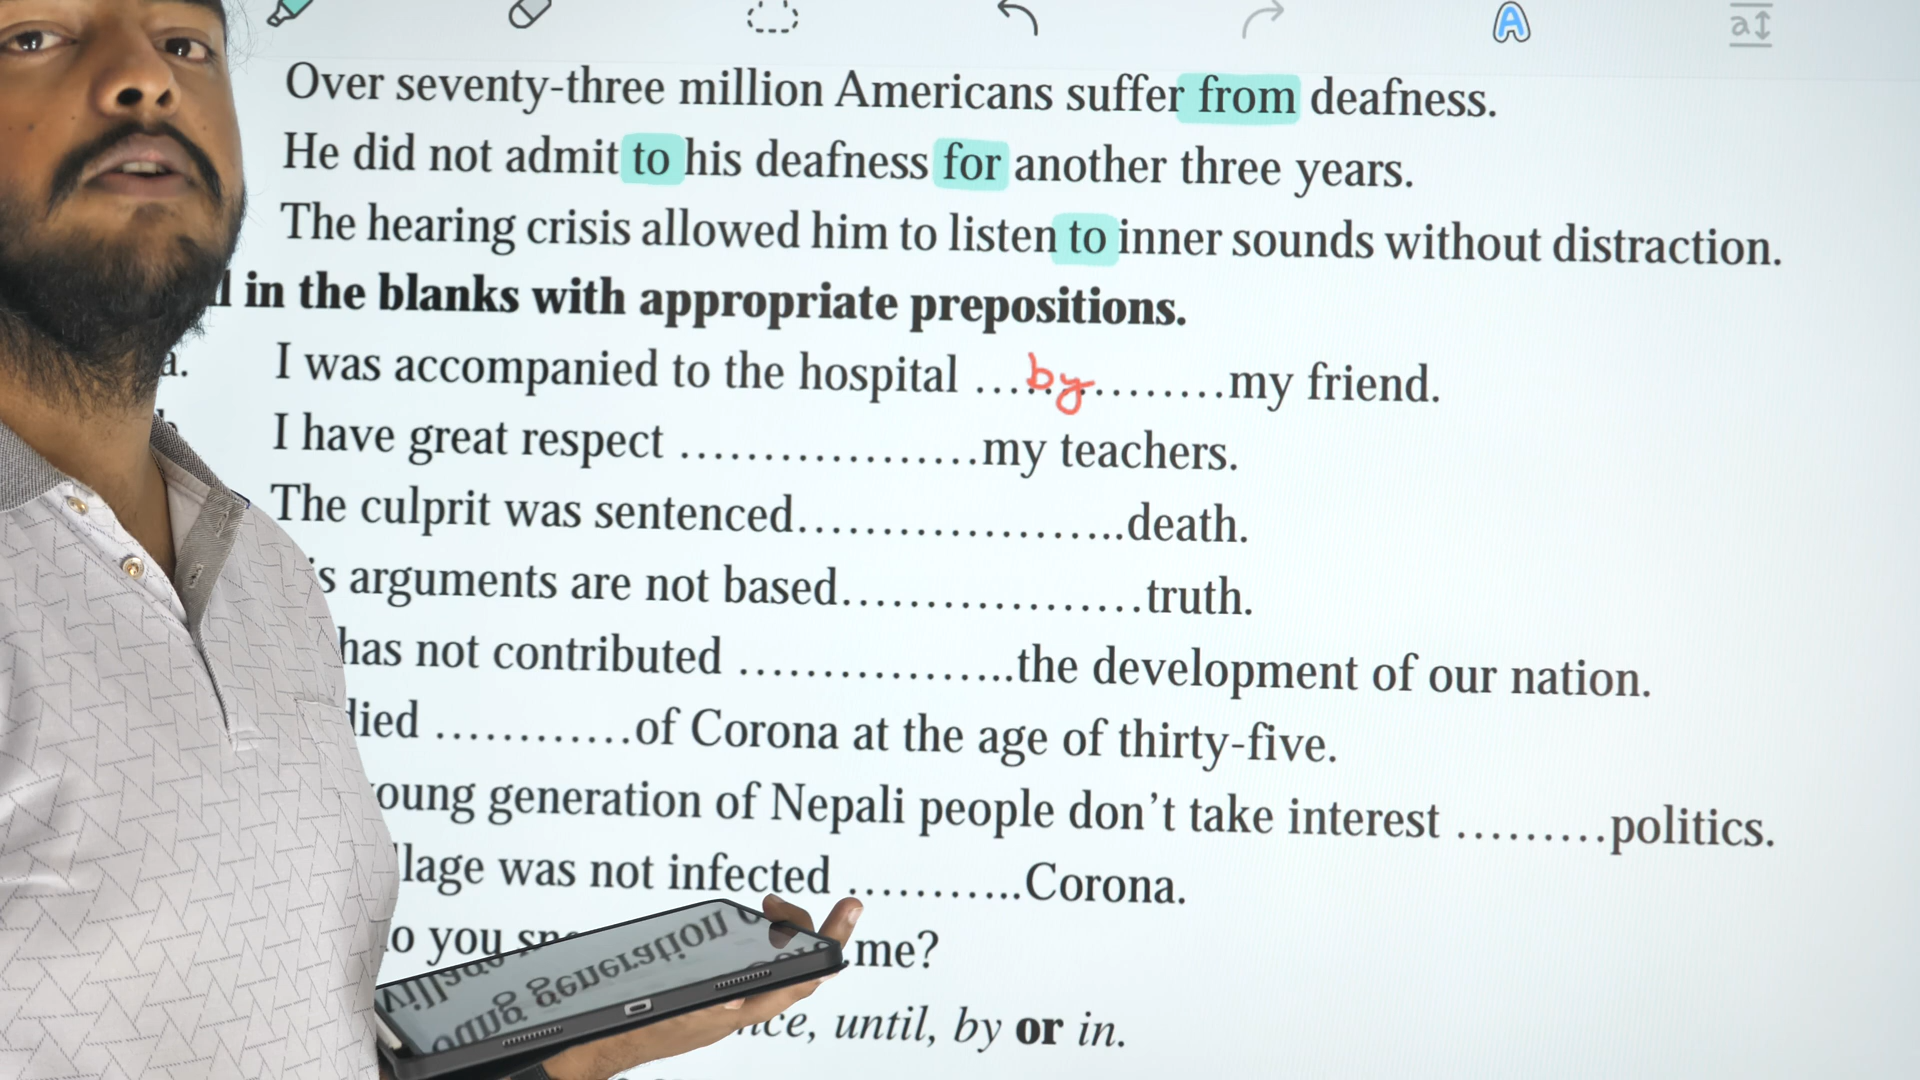 Over seventy-three million Americans suffer from deafness.
He did not admit to his deafness for another three years.
The hearing crisis allowed him to listen to inner sounds without distraction.
in the blanks with appropriate prepositions.
a. I was accompanied to the hospital ....by.........my friend.
I have great respect ..................my teachers.
The culprit was sentenced....................death.
arguments are not based..................truth.
has not contributed .................the development of our nation.
............of Corona at the age of thirty-five.
generation of Nepali people don't take interest .........politics.
was not infected ...........Corona.
you me?
until, by or in.
generation